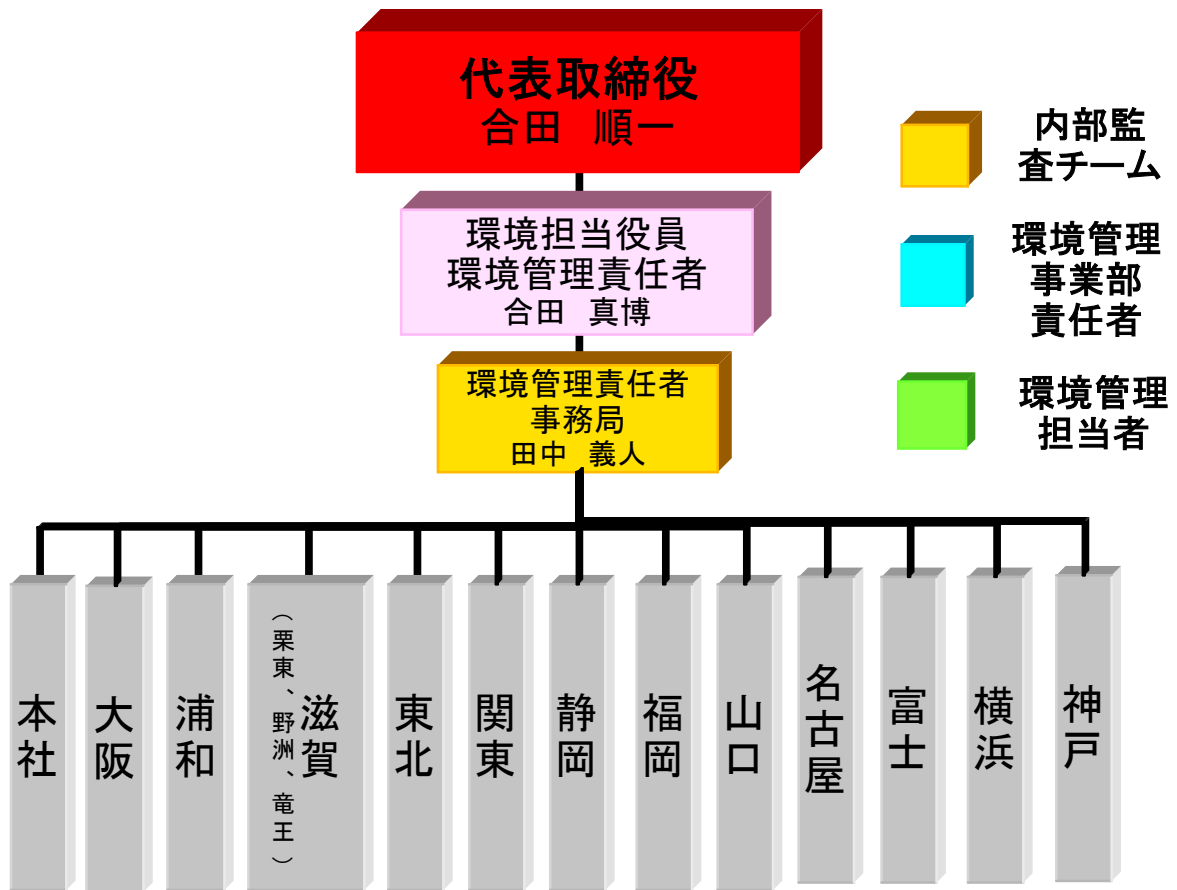 代表取締役
合田　順一
環境担当役員
環境管理責任者
合田　真博
環境管理責任者
事務局
田中　義人
内部監
査チーム
環境管理
事業部
責任者
環境管理
担当者
本社
大阪
浦和
滋賀
（栗東、野洲、竜王）
東北
関東
静岡
福岡
山口
名古屋
富士
横浜
神戸